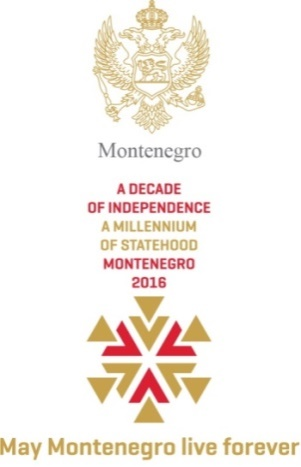 Montenegro
A DECADE
OF INDEPENDENCE
A MILLENNIUM
OF STATEHOOD
MONTENEGRO
2016
May Montenegro live forever